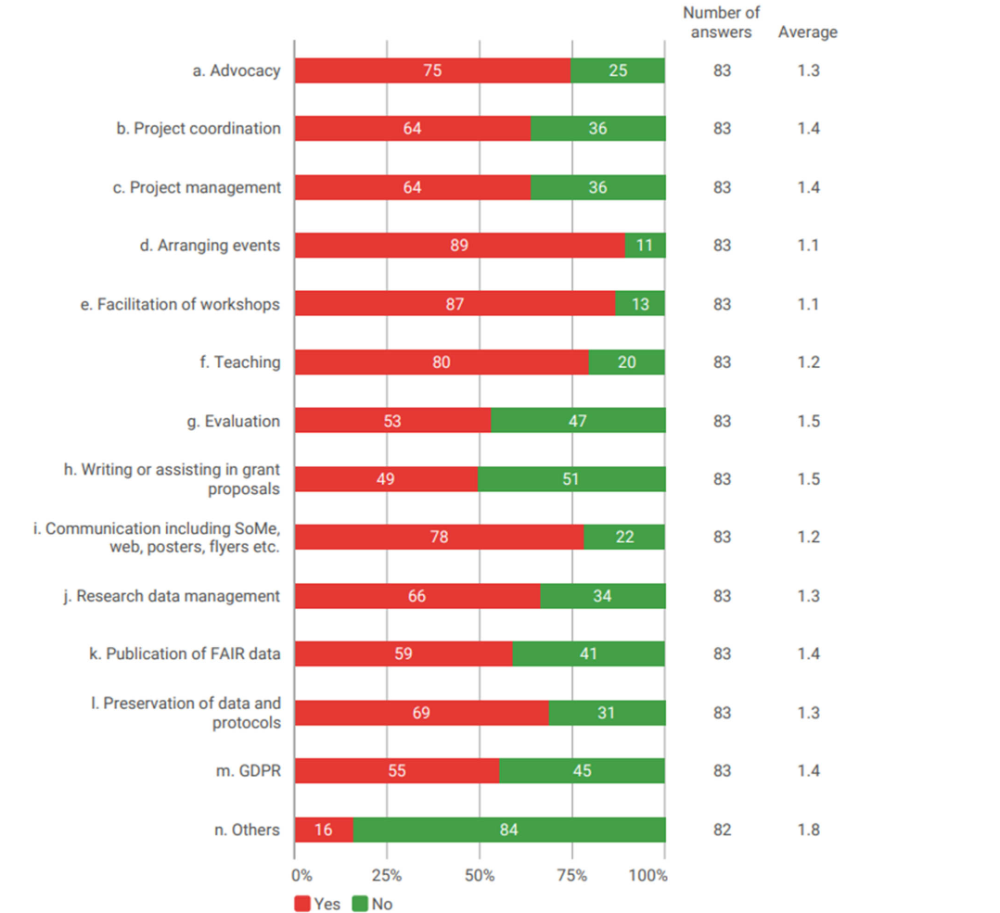 Number of
answers Average
a. Advocacy 75 25 83 1.3
b. Project coordination 64 36 83 1.4
c. Project management 64 36 83 1.4
d. Arranging events 89 11 83 1.1
e. Facilitation of workshops 87 13 83 1.1
f. Teaching 80 20 83 1.2
g. Evaluation 53 47 83 1.5
h. Writing or assisting in grant
proposals 49 51 83 1.5
i. Communication including SoMe,
web, posters, flyers etc. 78 22 83 1.2
j. Research data management 66 34 83 1.3
k. Publication of FAIR data 59 41 83 1.4
l. Preservation of data and
protocols 69 31 83 1.3
m. GDPR 55 45 83 1.4
n. Others 16 84 82 1.8
0% 25% 50% 75% 100%
Yes No